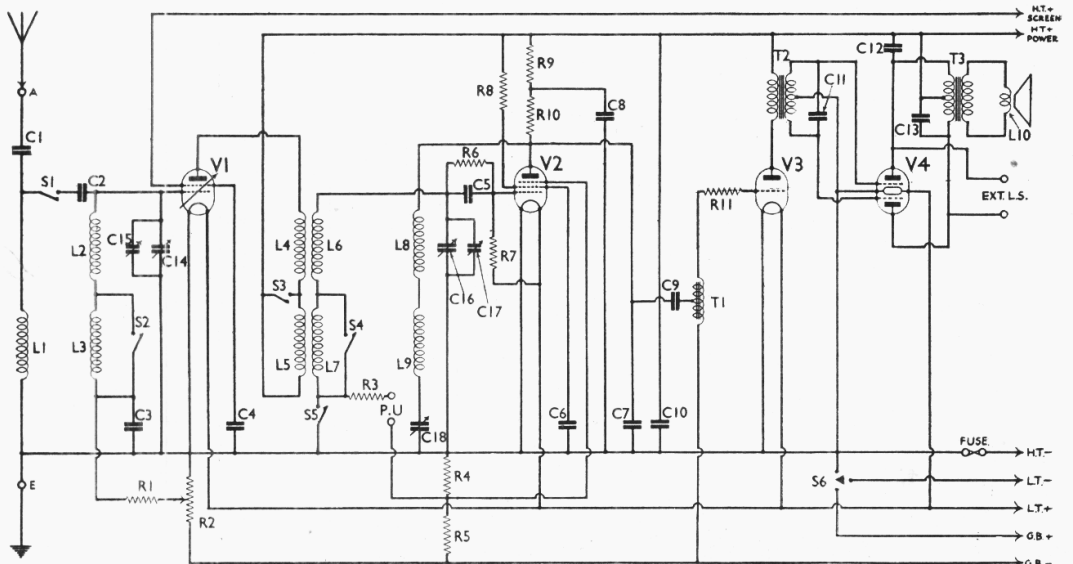 H.T.+
SCREEN
H.T+
POWER
C12
T2
T3
R9
R8
C11
A
C8
R10
C13
L10
C1
V1
R6
V2
V3
V4
S1
C2
C5
EXT. L.S.
R11
L2
C15
C14
L4
L6
L8
R7
S3
C16
C17
C9
T1
S2
S4
L1
L3
L5
L7
L9
R3
P.U
C3
C4
S5
C18
C6
C7
C10
FUSE.
H.T.-
R4
E
R1
S6
L.T.-
R2
L.T.+
R5
G.B.+
G.B.-